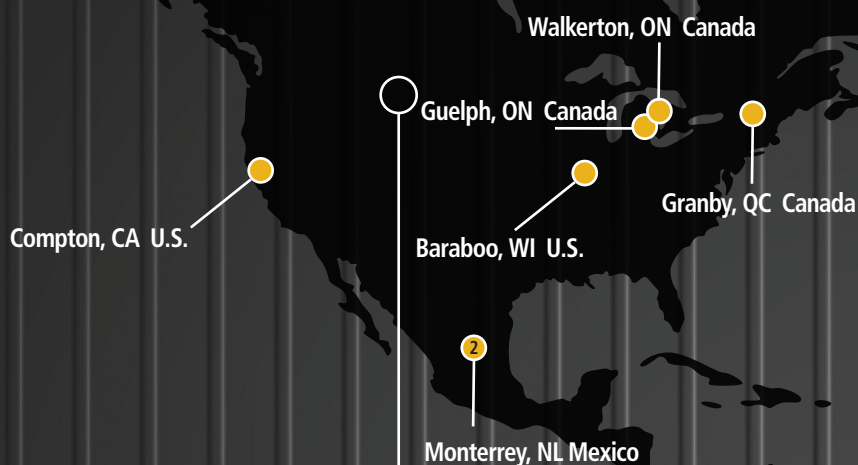 Walkerton, ON Canada
Guelph, ON Canada
Granby, QC Canada
Compton, CA U.S.
Baraboo, WI U.S.
2
Monterrey, NL Mexico